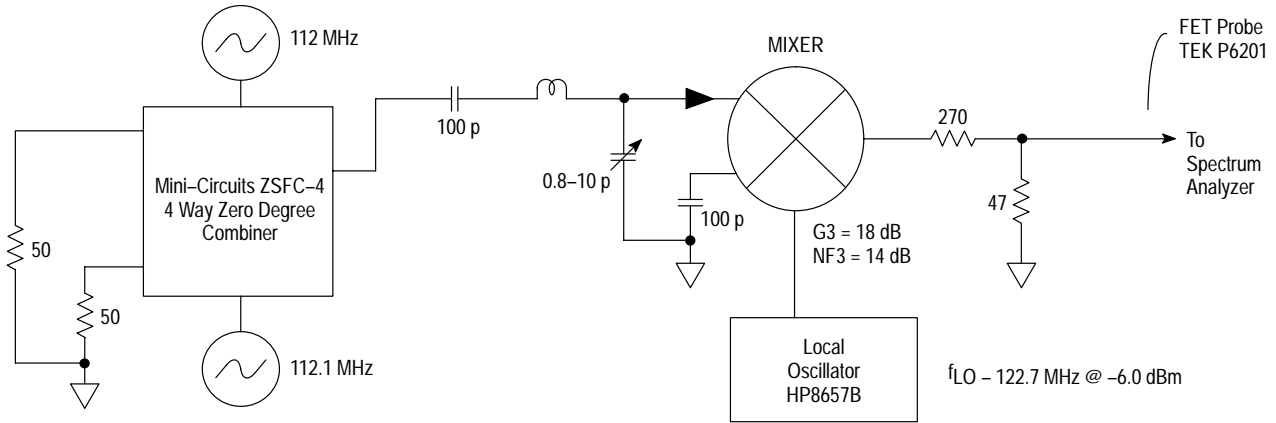 112 MHz
Mini–Circuits ZSFC–4
4 Way Zero Degree
Combiner
50
50
112.1 MHz
100 p
0.8–10 p
100 p
MIXER
G3 = 18 dB
NF3 = 14 dB
Local
Oscillator
HP8657B
fLO – 122.7 MHz @ –6.0 dBm
270
47
FET Probe
TEK P6201
To
Spectrum
Analyzer